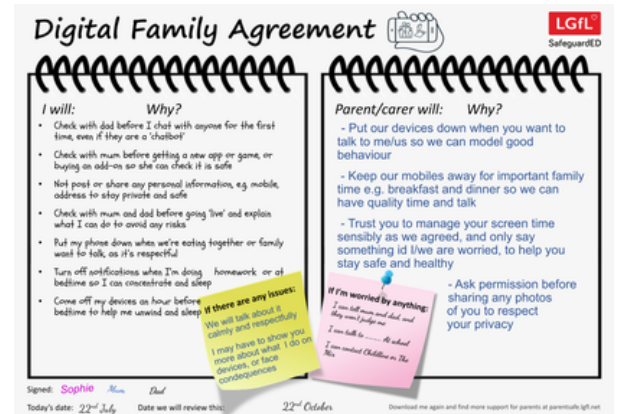 Digital Family Agreement
LGfL
SafeguardED
I will: Why?
• Check with dad before I chat with anyone for the first
time, even if they are a 'chatbot'
• Check with mum before getting a new app or game, or
buying an add-on so she can check it is safe
• Not post or share any personal information, e.g. mobile,
address to stay private and safe
• Check with mum and dad before going 'live' and explain
what I can do to avoid any risks
• Put my phone down when we're eating together or family
want to talk, as it's respectful
• Turn off notifications when I'm doing homework or at
bedtime so I can concentrate and sleep
• Come off my devices an hour before
bedtime to help me unwind and sleep
If there are any issues:
We will talk about it
calmly and respectfully
I may have to show you
more about what I do on
devices, or face
condequences
Parent/carer will: Why?
- Put our devices down when you want to
talk to me/us so we can model good
behaviour
- Keep our mobiles away for important family
time e.g. breakfast and dinner so we can
have quality time and talk
- Trust you to manage your screen time
sensibly as we agreed, and only say
something id I/we are worried, to help you
stay safe and healthy
- Ask permission before
sharing any photos
of you to respect
your privacy
If I'm worried by anything:
I can tell mum and dad, and
they won't judge me
I can talk to ........ At school
I can contact Childline or The
Mix
Signed: Sophie Mum Dad
Today's date: 22nd July Date we will review this: 22nd October
Download me again and find more support for parents at parentsafe.lgfl.net